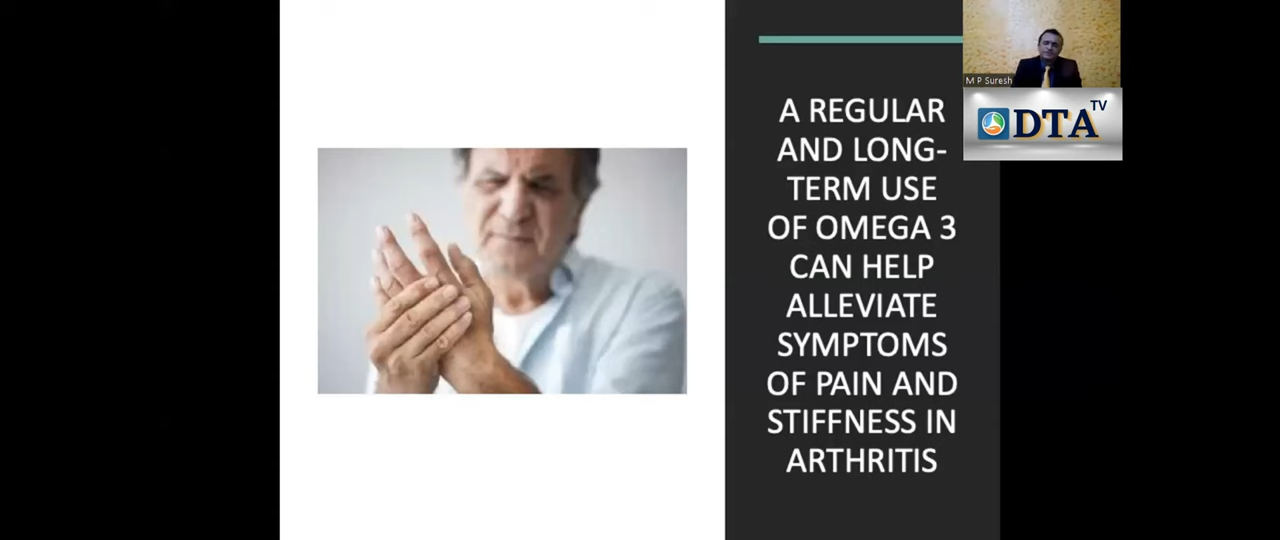 A REGULAR
AND LONG-
TERM USE
OF OMEGA 3
CAN HELP
ALLEVIATE
SYMPTOMS
OF PAIN AND
STIFFNESS IN
ARTHRITIS
M P Suresh
DTA TV